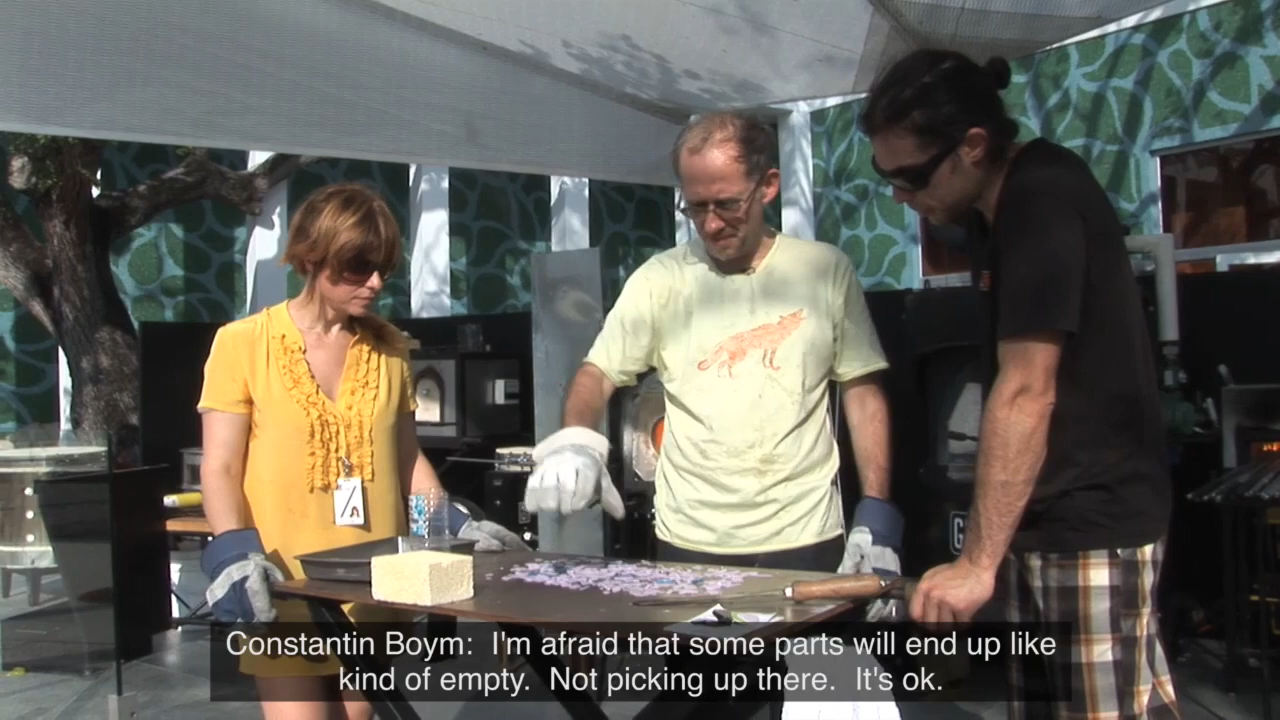 Constantin Boym:  I'm afraid that some parts will end up like
kind of empty.  Not picking up there.  It's ok.